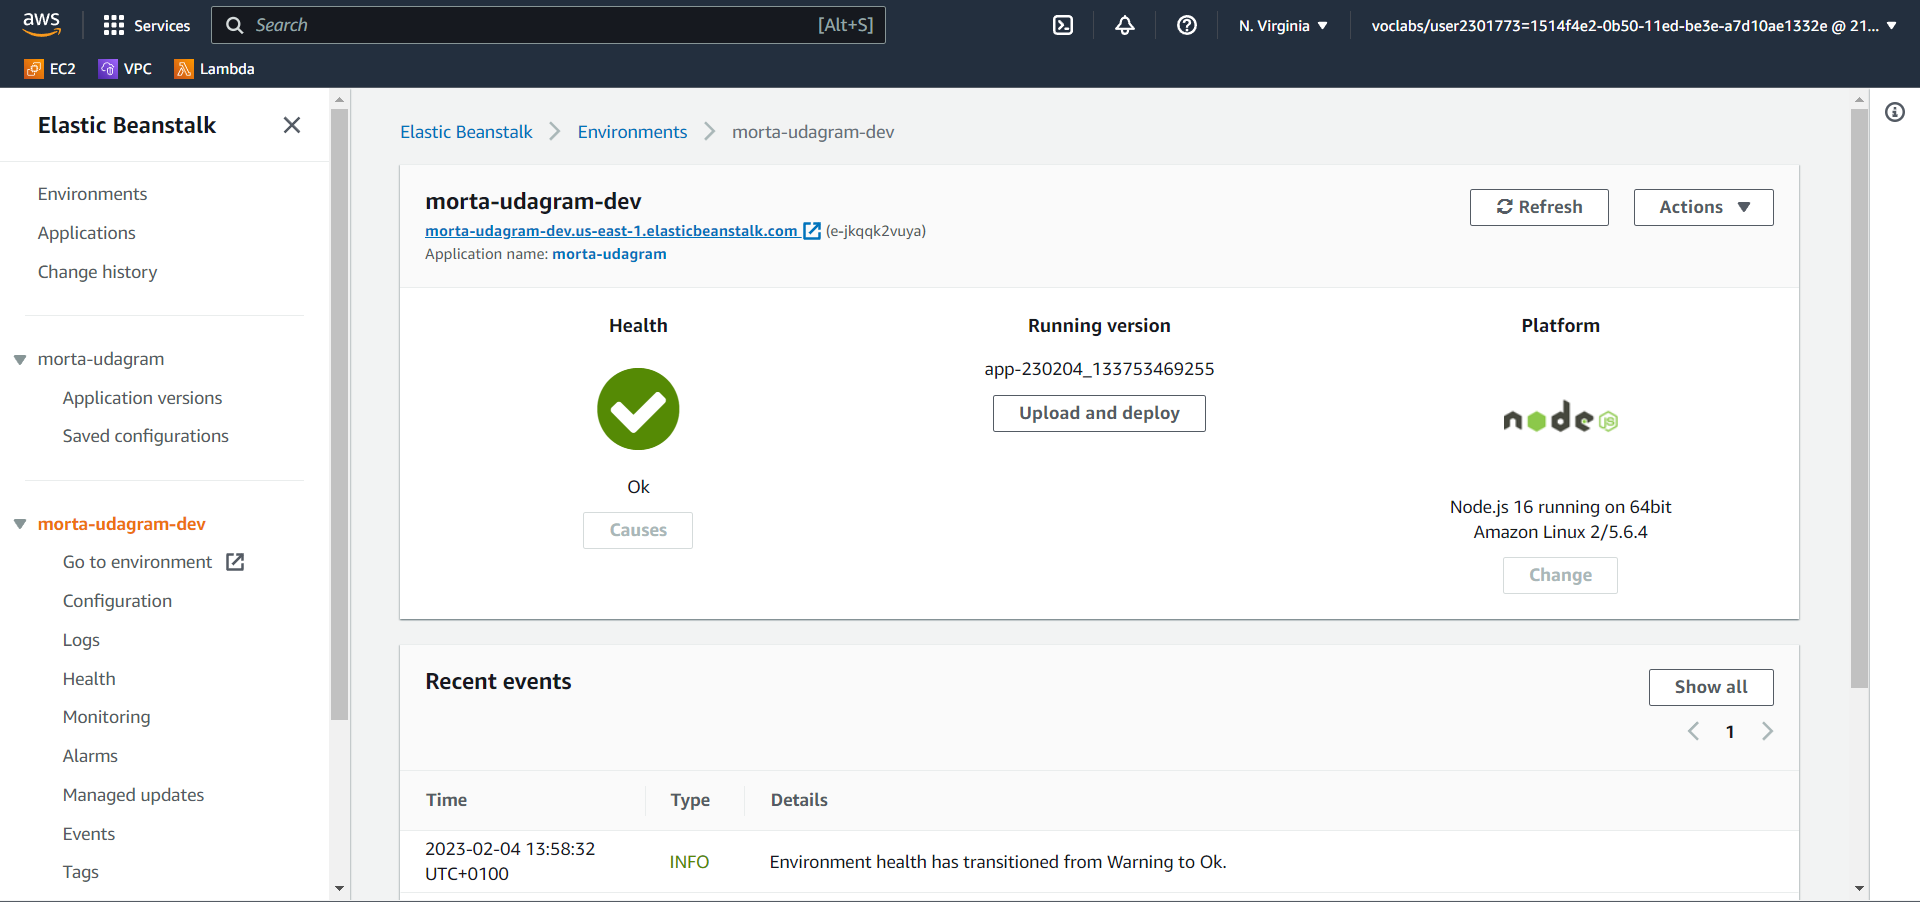 aws
Services
Search
[Alt+S]
N. Virginia
voclabs/user2301773=1514f4e2-0b50-11ed-be3e-a7d10ae1332e @ 21...
EC2
VPC
Lambda
Elastic Beanstalk
Environments
Applications
Change history
morta-udagram
Application versions
Saved configurations
morta-udagram-dev
Go to environment
Configuration
Logs
Health
Monitoring
Alarms
Managed updates
Events
Tags
Elastic Beanstalk
Environments
morta-udagram-dev
morta-udagram-dev
morta-udagram-dev.us-east-1.elasticbeanstalk.com (e-jkqqk2vuya)
Application name: morta-udagram
Refresh
Actions
Health
Ok
Causes
Running version
app-230204_133753469255
Upload and deploy
Platform
node JS
Node.js 16 running on 64bit
Amazon Linux 2/5.6.4
Change
Recent events
Show all
1
Time
Type
Details
2023-02-04 13:58:32
UTC+0100
INFO
Environment health has transitioned from Warning to Ok.